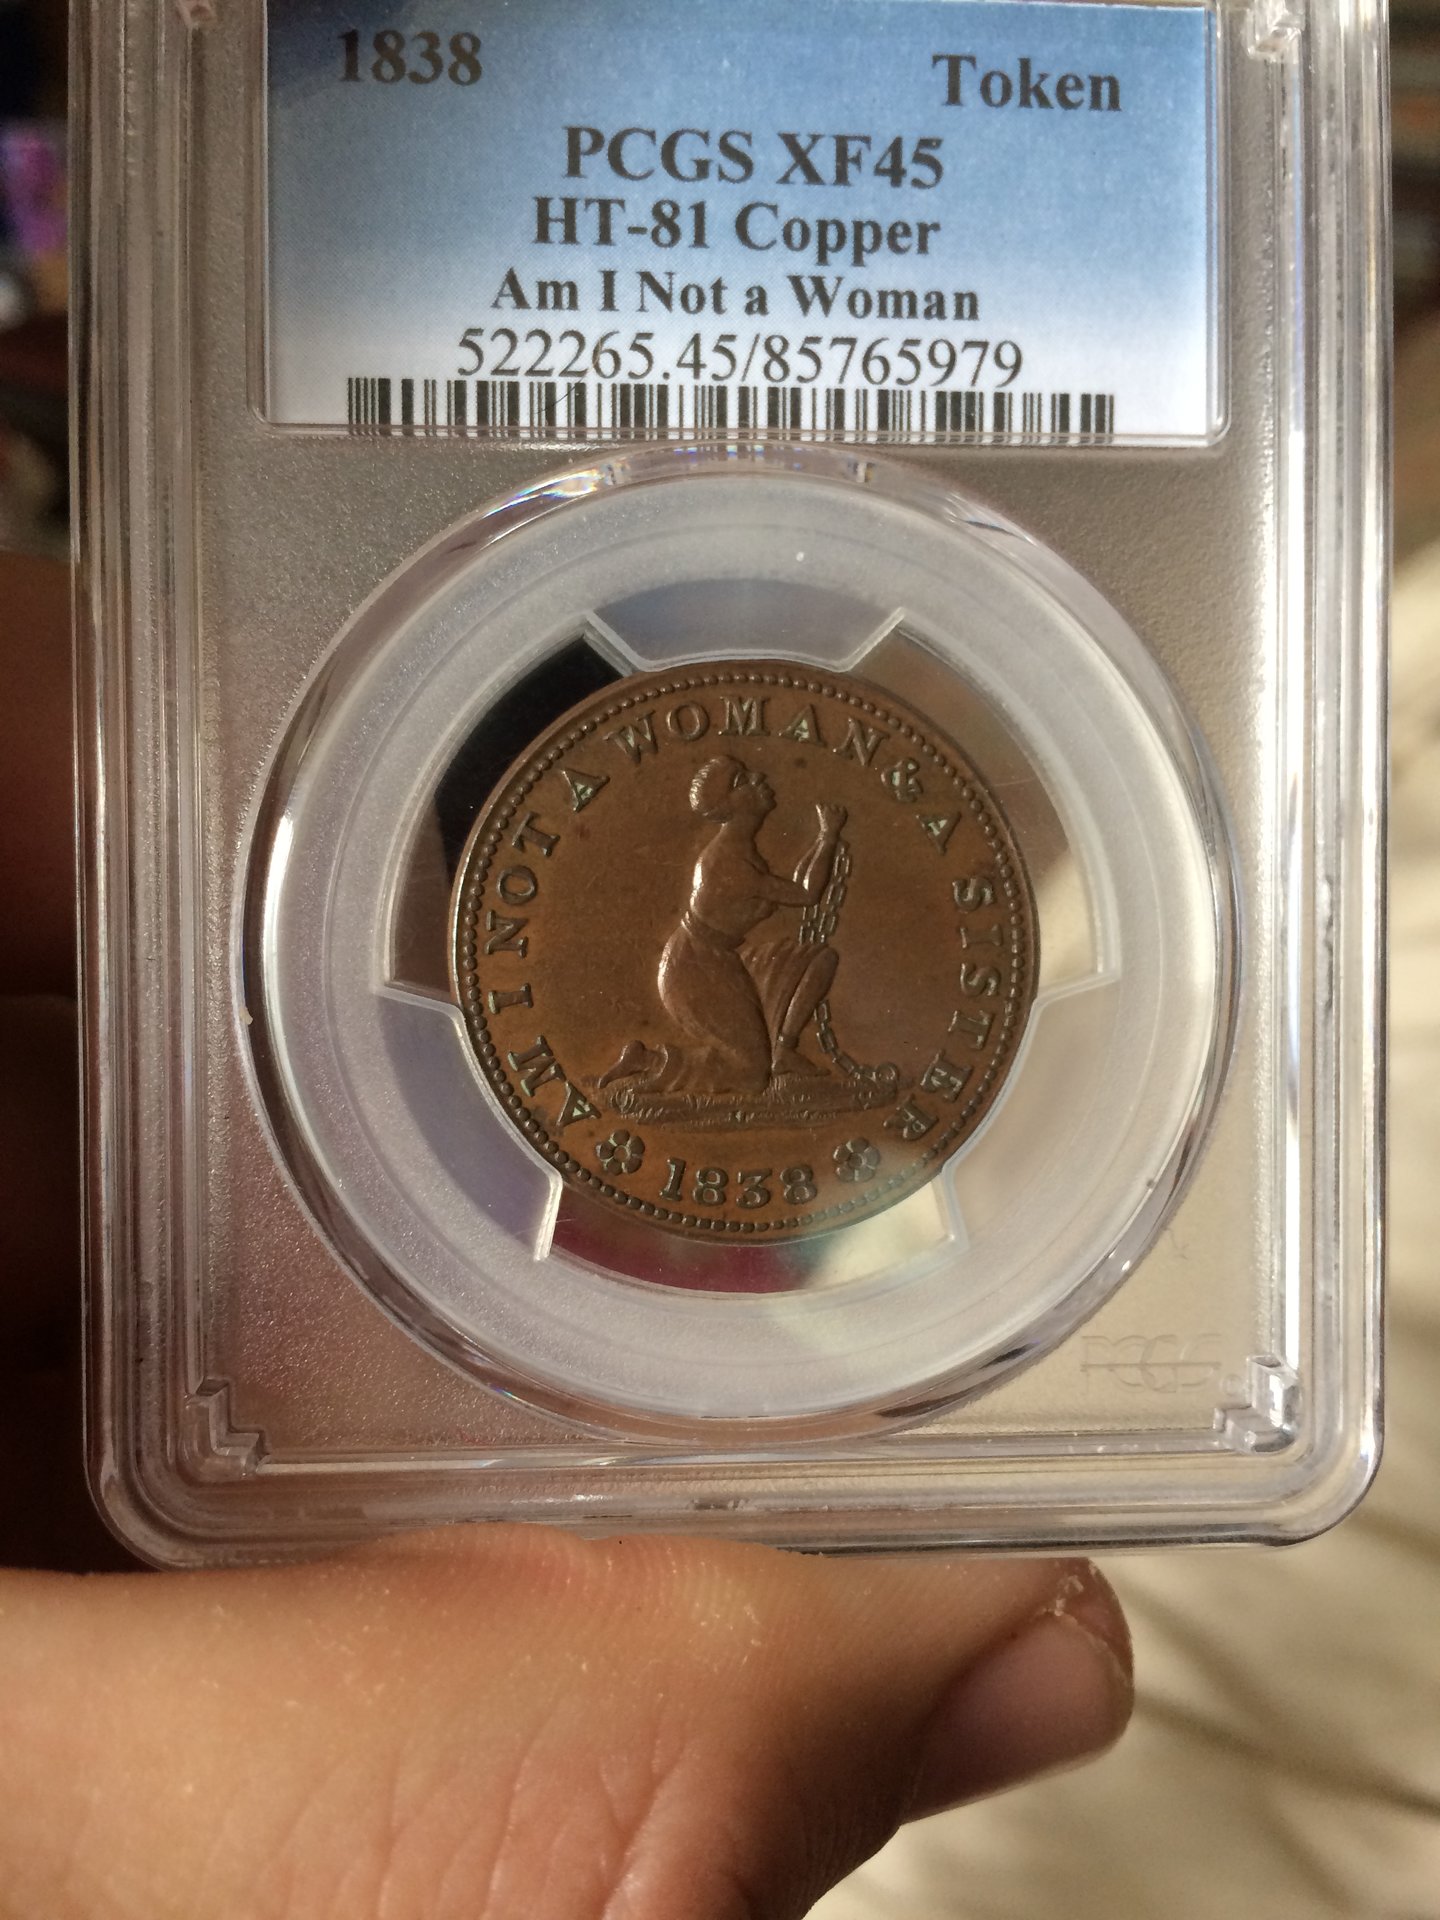 1838 Token
PCGS XF45
HT-81 Copper
Am I Not a Woman
522265.45/85765979
AM I NOT A WOMAN & A SISTER
1838
PCGS